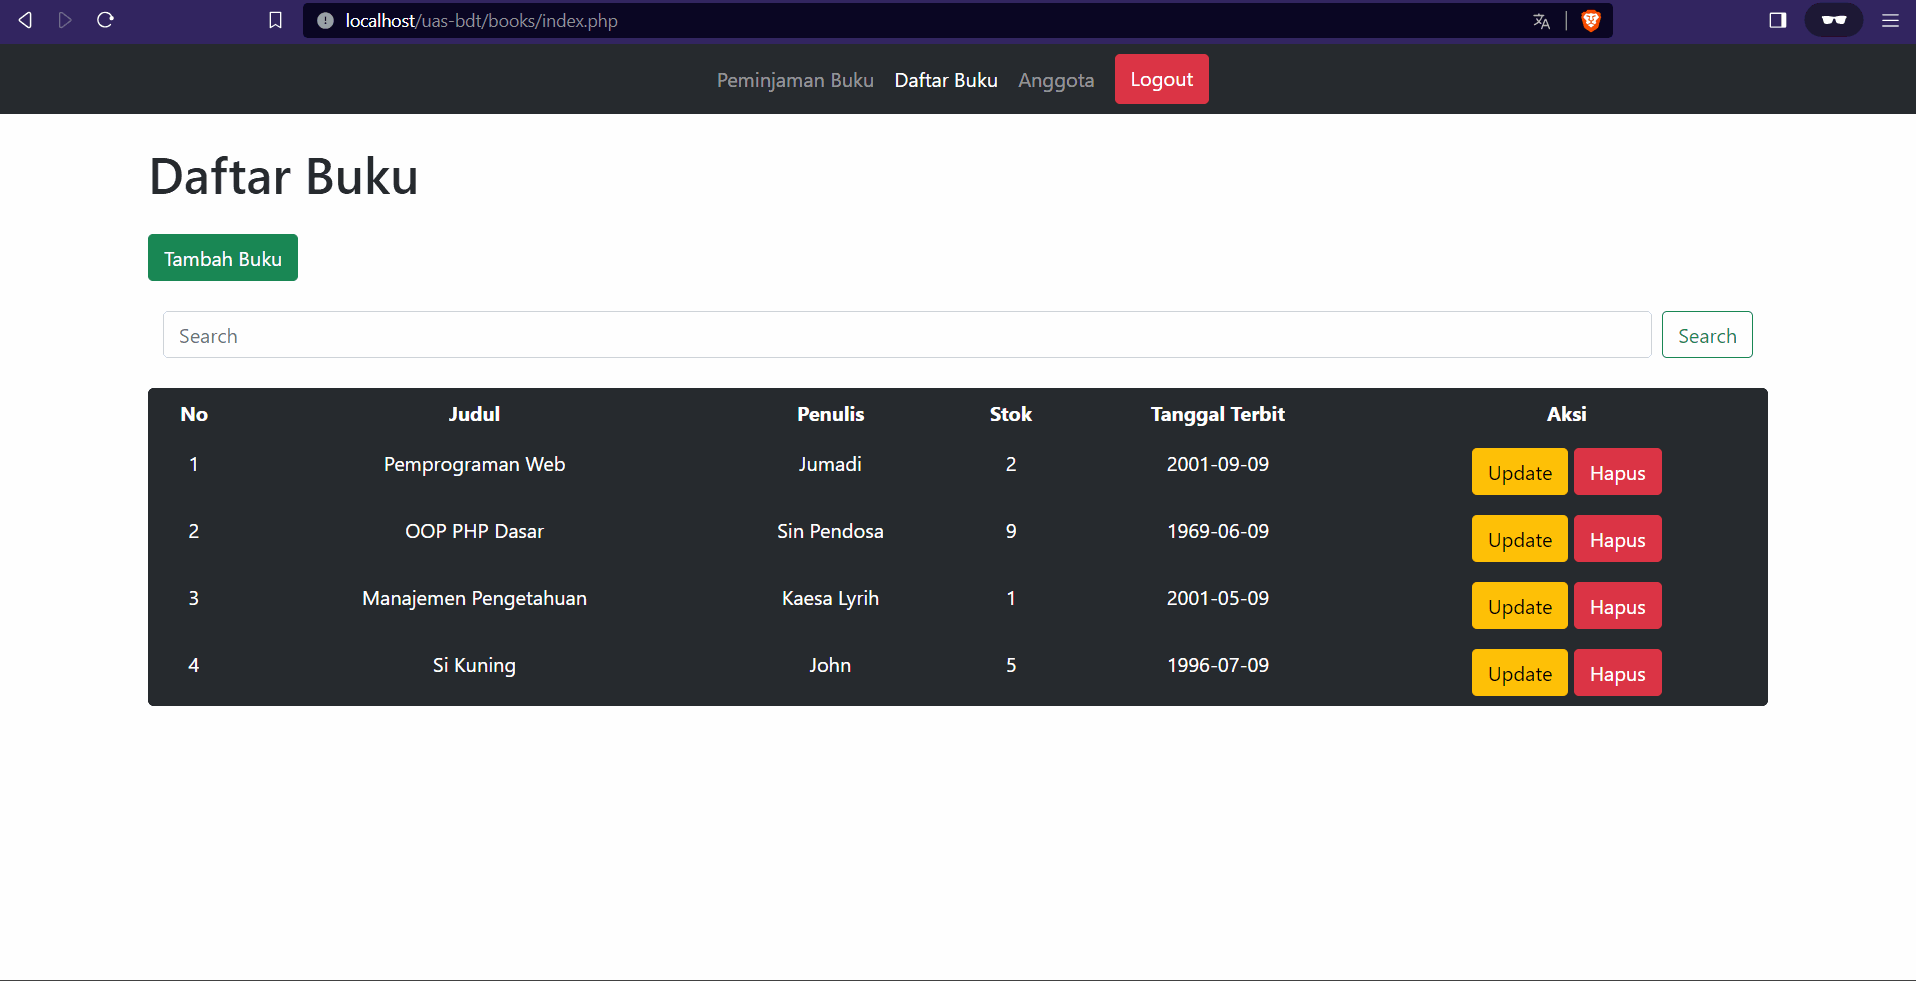 localhost/uas-bdt/books/index.php
Peminjaman Buku Daftar Buku Anggota Logout
Daftar Buku
Tambah Buku
Search Search
No Judul Penulis Stok Tanggal Terbit Aksi
1 Pemprograman Web Jumadi 2 2001-09-09 Update Hapus
2 OOP PHP Dasar Sin Pendosa 9 1969-06-09 Update Hapus
3 Manajemen Pengetahuan Kaesa Lyrih 1 2001-05-09 Update Hapus
4 Si Kuning John 5 1996-07-09 Update Hapus